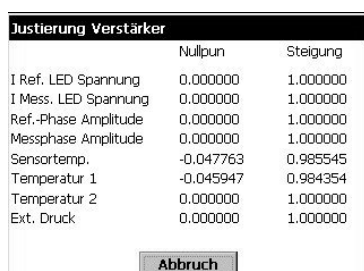 Justierung Verstärker
Nullpun Steigung
I Ref. LED Spannung 0.000000 1.000000
I Mess. LED Spannung 0.000000 1.000000
Ref.-Phase Amplitude 0.000000 1.000000
Messphase Amplitude 0.000000 1.000000
Sensortemp. -0.047763 0.985545
Temperatur 1 -0.045947 0.984354
Temperatur 2 0.000000 1.000000
Ext. Druck 0.000000 1.000000
Abbruch